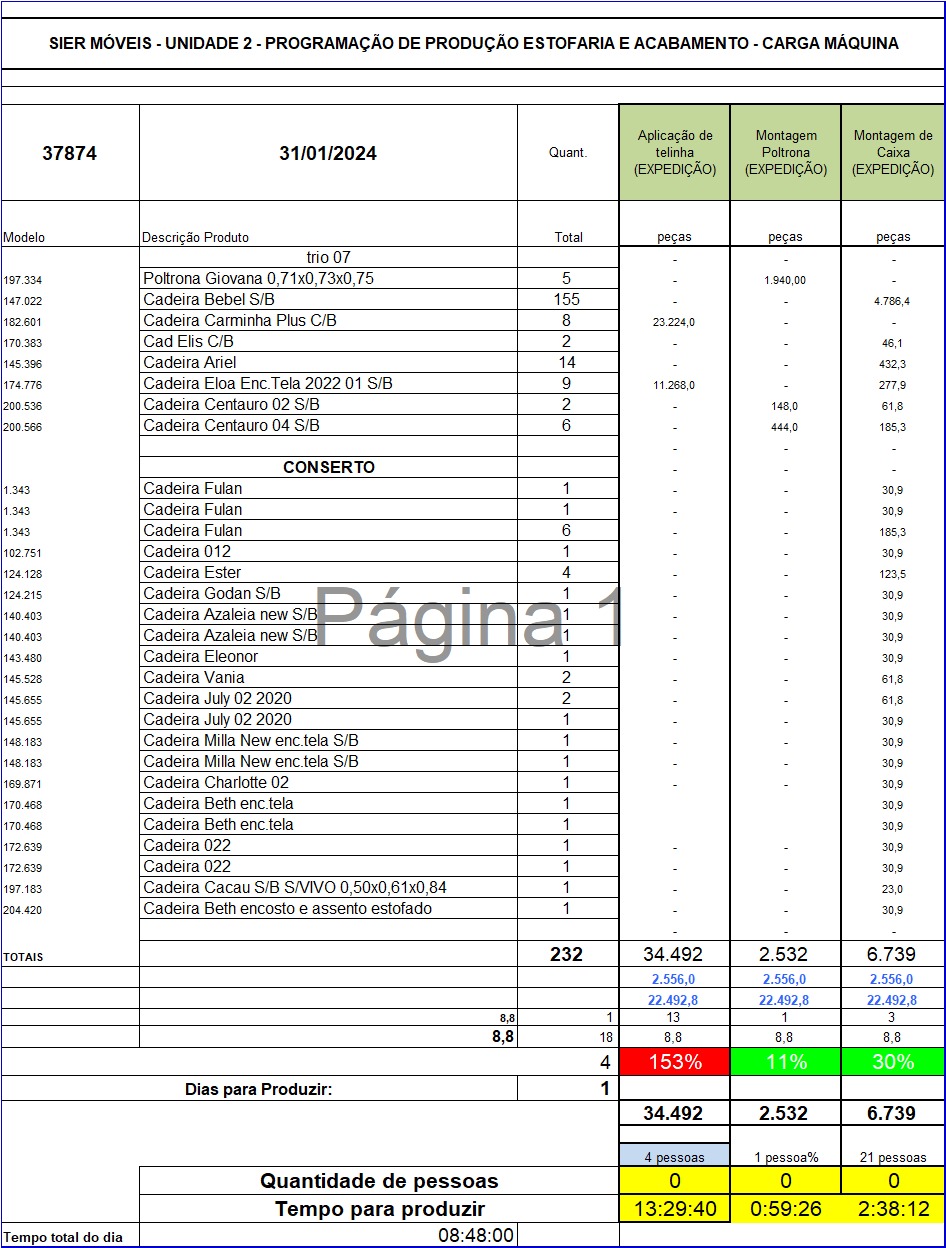 SIER MÓVEIS - UNIDADE 2 - PROGRAMAÇÃO DE PRODUÇÃO ESTOFARIA E ACABAMENTO - CARGA MÁQUINA
37874 31/01/2024 Quant. Aplicação de telinha (EXPEDIÇÃO) Montagem Poltrona (EXPEDIÇÃO) Montagem de Caixa (EXPEDIÇÃO)
Modelo Descrição Produto Total peças peças peças
trio 07 - - -
197.334 Poltrona Giovana 0,71x0,73x0,75 5 - 1.940,00 -
147.022 Cadeira Bebel S/B 155 - - 4.786,4
182.601 Cadeira Carminha Plus C/B 8 23.224,0 - -
170.383 Cad Elis C/B 2 - - 46,1
145.396 Cadeira Ariel 14 - - 432,3
174.776 Cadeira Eloa Enc.Tela 2022 01 S/B 9 11.268,0 - 277,9
200.536 Cadeira Centauro 02 S/B 2 - 148,0 61,8
200.566 Cadeira Centauro 04 S/B 6 - 444,0 185,3
- - -
CONSERTO - - -
1.343 Cadeira Fulan 1 - - 30,9
1.343 Cadeira Fulan 1 - - 30,9
1.343 Cadeira Fulan 6 - - 185,3
102.751 Cadeira 012 1 - - 30,9
124.128 Cadeira Ester 4 - - 123,5
124.215 Cadeira Godan S/B 1 - - 30,9
140.403 Cadeira Azaleia new S/B 1 - - 30,9
Página 1
140.403 Cadeira Azaleia new S/B 1 - - 30,9
143.480 Cadeira Eleonor 1 - - 30,9
145.528 Cadeira Vania 2 - - 61,8
145.655 Cadeira July 02 2020 2 - - 61,8
145.655 Cadeira July 02 2020 1 - - 30,9
148.183 Cadeira Milla New enc.tela S/B 1 - - 30,9
148.183 Cadeira Milla New enc.tela S/B 1 - - 30,9
169.871 Cadeira Charlotte 02 1 - - 30,9
170.468 Cadeira Beth enc.tela 1 30,9
170.468 Cadeira Beth enc.tela 1 30,9
172.639 Cadeira 022 1 - - 30,9
172.639 Cadeira 022 1 - - 30,9
197.183 Cadeira Cacau S/B S/VIVO 0,50x0,61x0,84 1 - - 23,0
204.420 Cadeira Beth encosto e assento estofado 1 - - 30,9
- - -
TOTAIS 232 34.492 2.532 6.739
2.556,0 2.556,0 2.556,0
22.492,8 22.492,8 22.492,8
8,8 1 13 1 3
8,8 18 8,8 8,8 8,8
4 153% 11% 30%
Dias para Produzir: 1
34.492 2.532 6.739
4 pessoas 1 pessoa% 21 pessoas
Quantidade de pessoas 0 0 0
Tempo para produzir 13:29:40 0:59:26 2:38:12
Tempo total do dia 08:48:00